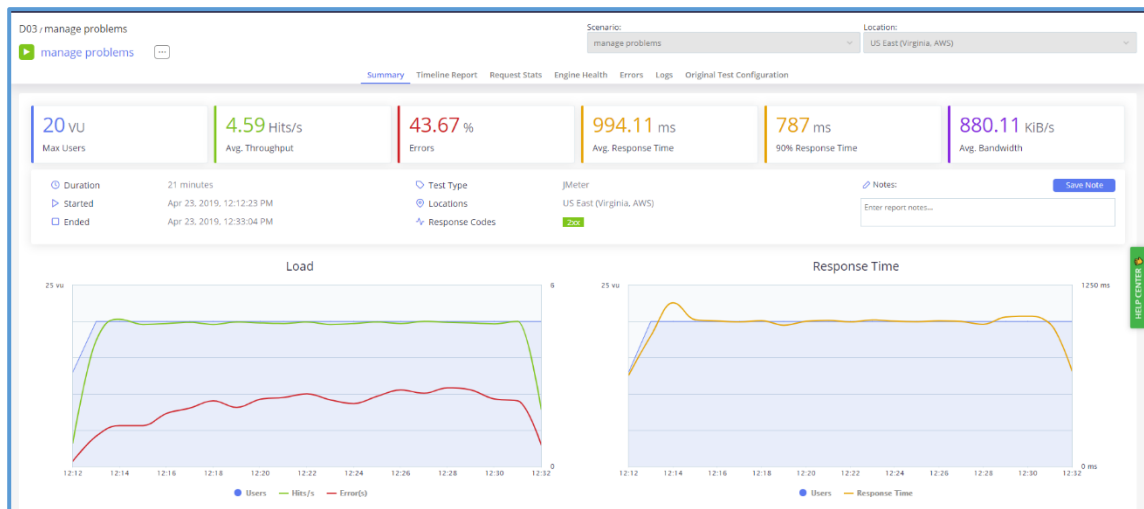 D03 / manage problems
manage problems
...
Scenario:
manage problems
Location:
US East (Virginia, AWS)
Summary Timeline Report Request Stats Engine Health Errors Logs Original Test Configuration
20 VU
Max Users
4.59 Hits/s
Avg. Throughput
43.67 %
Errors
994.11 ms
Avg. Response Time
787 ms
90% Response Time
880.11 KiB/s
Avg. Bandwidth
Duration 21 minutes
Started Apr 23, 2019, 12:12:23 PM
Ended Apr 23, 2019, 12:33:04 PM
Test Type JMeter
Locations US East (Virginia, AWS)
Response Codes 2xx
Notes: Save Note
Enter report notes...
HELP CENTER
Load
25 vu 6
0
12:12 12:14 12:16 12:18 12:20 12:22 12:24 12:26 12:28 12:30 12:32
Users Hits/s Error(s)
Response Time
25 vu 1250 ms
0 ms
12:12 12:14 12:16 12:18 12:20 12:22 12:24 12:26 12:28 12:30 12:32
Users Response Time